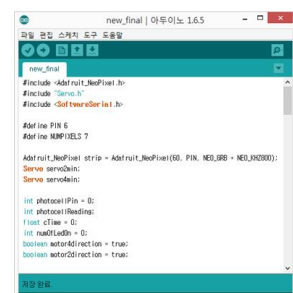 new_final | 아두이노 1.6.5
파일 편집 스케치 도구 도움말
new_final
#include <Adafruit_NeoPixel.h>
#include "Servo.h"
#include <SoftwareSerial.h>
#define PIN 6
#define NUMPIXELS 7
Adafruit_NeoPixel strip = Adafruit_NeoPixel(60, PIN, NEO_GRB + NEO_KHZ800);
Servo servo2min;
Servo servo4min;
int photocellPin = 0;
int photocellReading;
float cTime = 0;
int numOfLedOn = 0;
boolean motor4direction = true;
boolean motor2direction = true;
저장 완료.